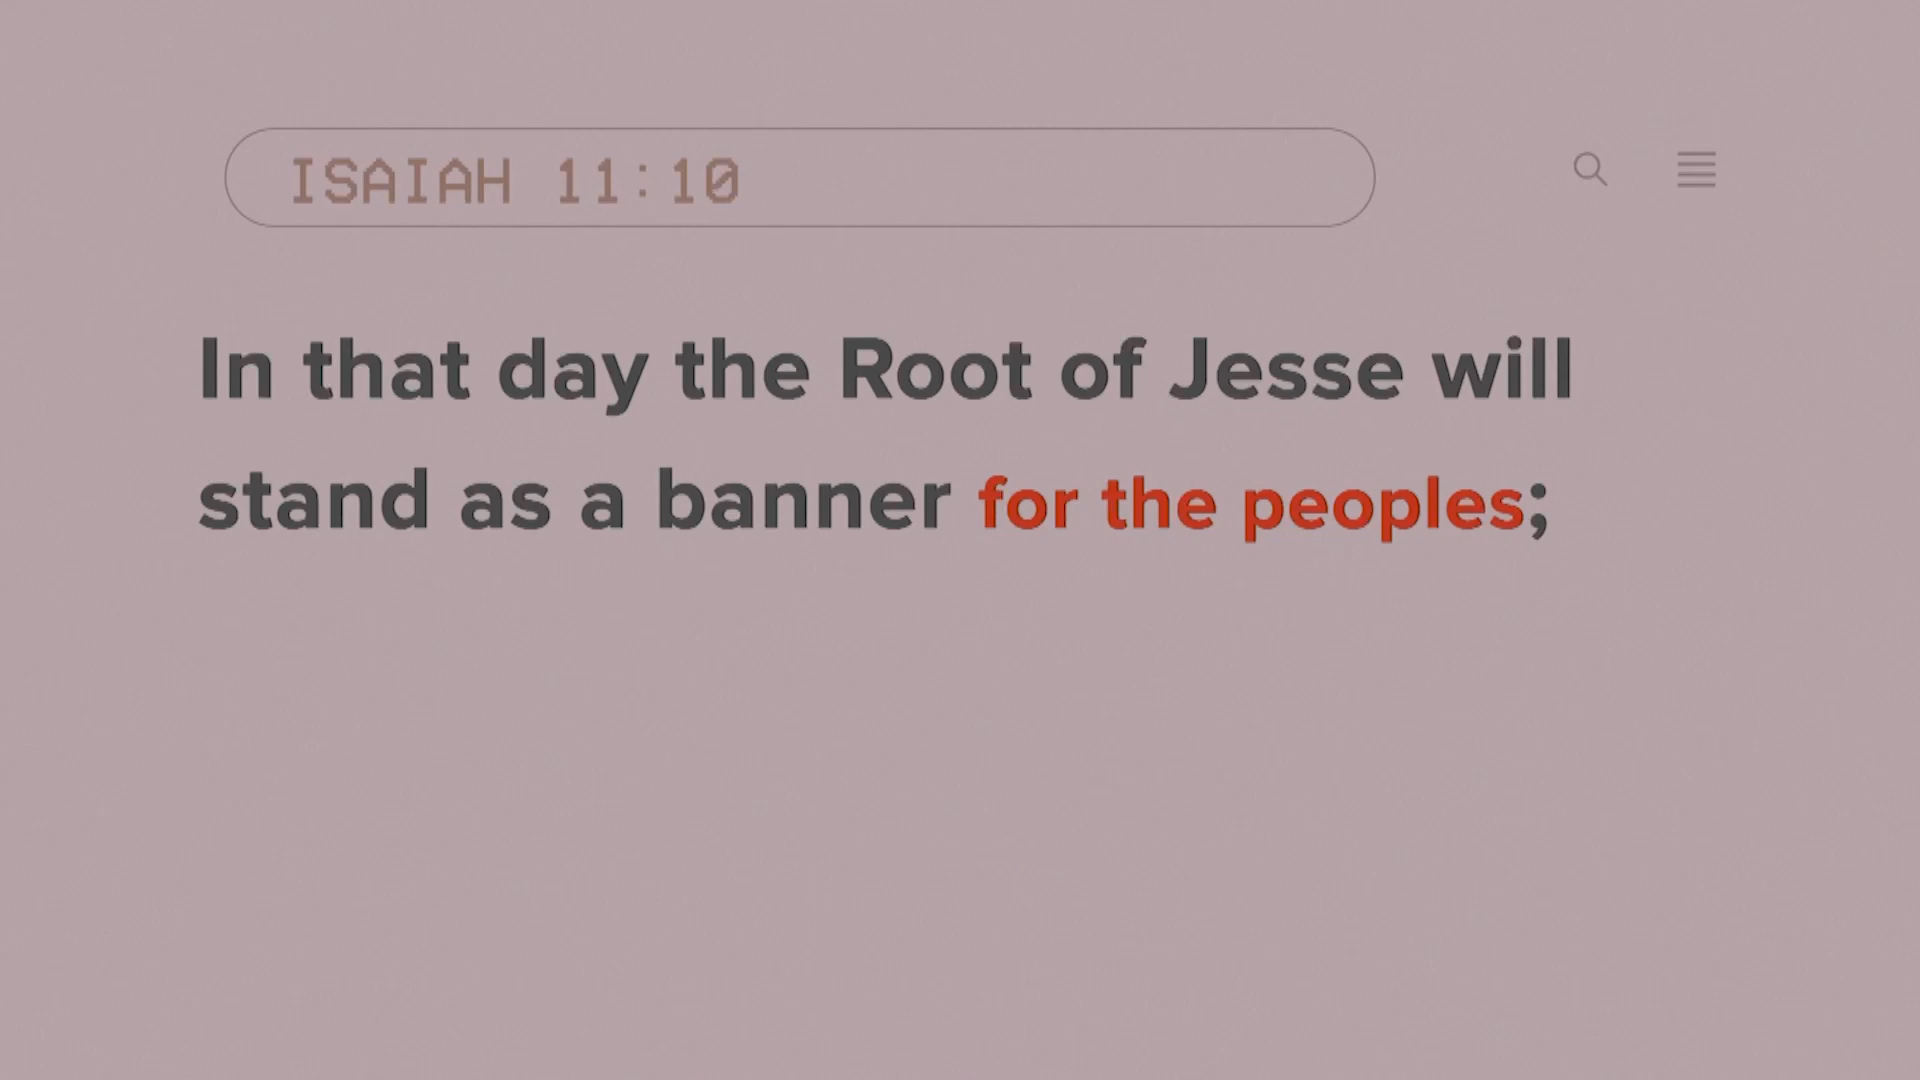 ISAIAH 11:10
In that day the Root of Jesse will
stand as a banner for the peoples;